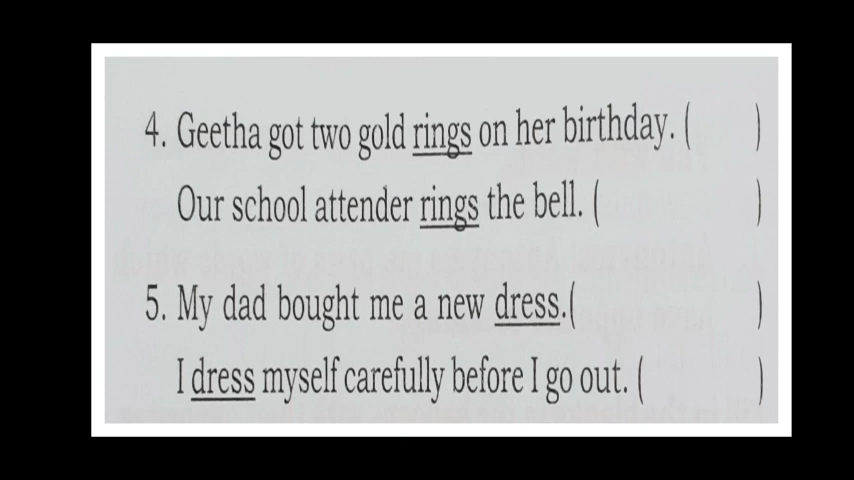 4. Geetha got two gold rings on her birthday. ( )
Our school attender rings the bell. ( )
5. My dad bought me a new dress.( )
I dress myself carefully before I go out. ( )